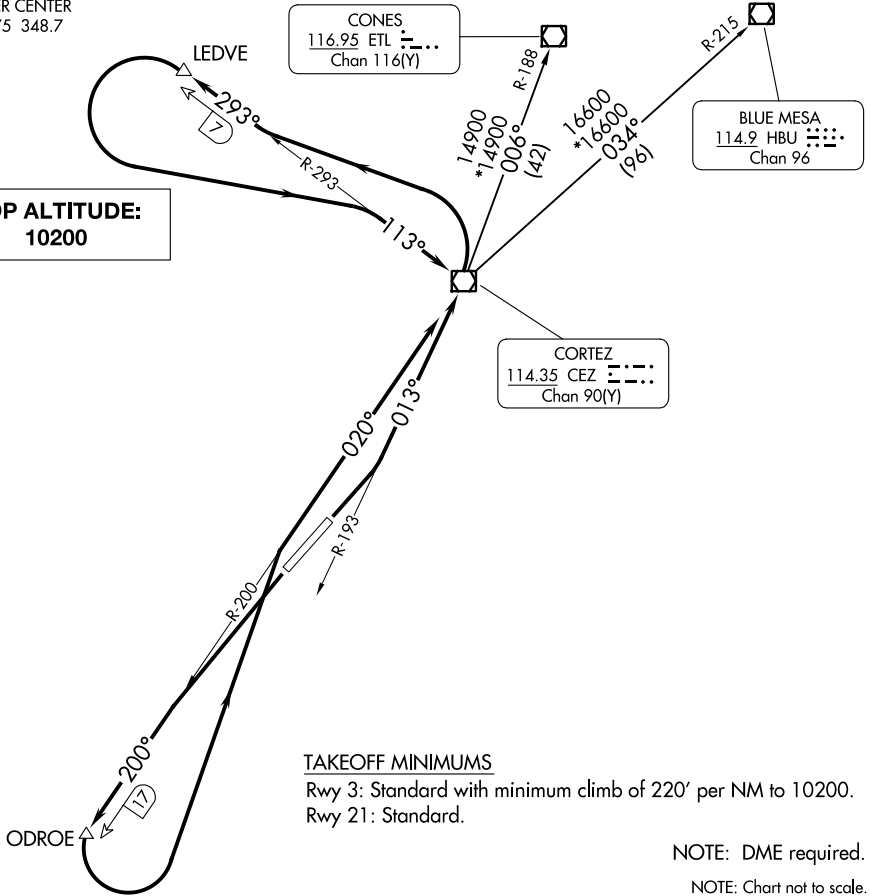 ER CENTER
75 348.7
CONES
116.95 ETL
Chan 116(Y)
LEDVE
R-215
R-188
293°
7
R-293
14900
*14900
006°
(42)
16600
*16600
034°
(96)
BLUE MESA
114.9 HBU
Chan 96
OP ALTITUDE:
10200
113°
CORTEZ
114.35 CEZ
Chan 90(Y)
020°
013°
R-193
R-200
200°
17
ODROE
TAKEOFF MINIMUMS
Rwy 3: Standard with minimum climb of 220' per NM to 10200.
Rwy 21: Standard.
NOTE: DME required.
NOTE: Chart not to scale.